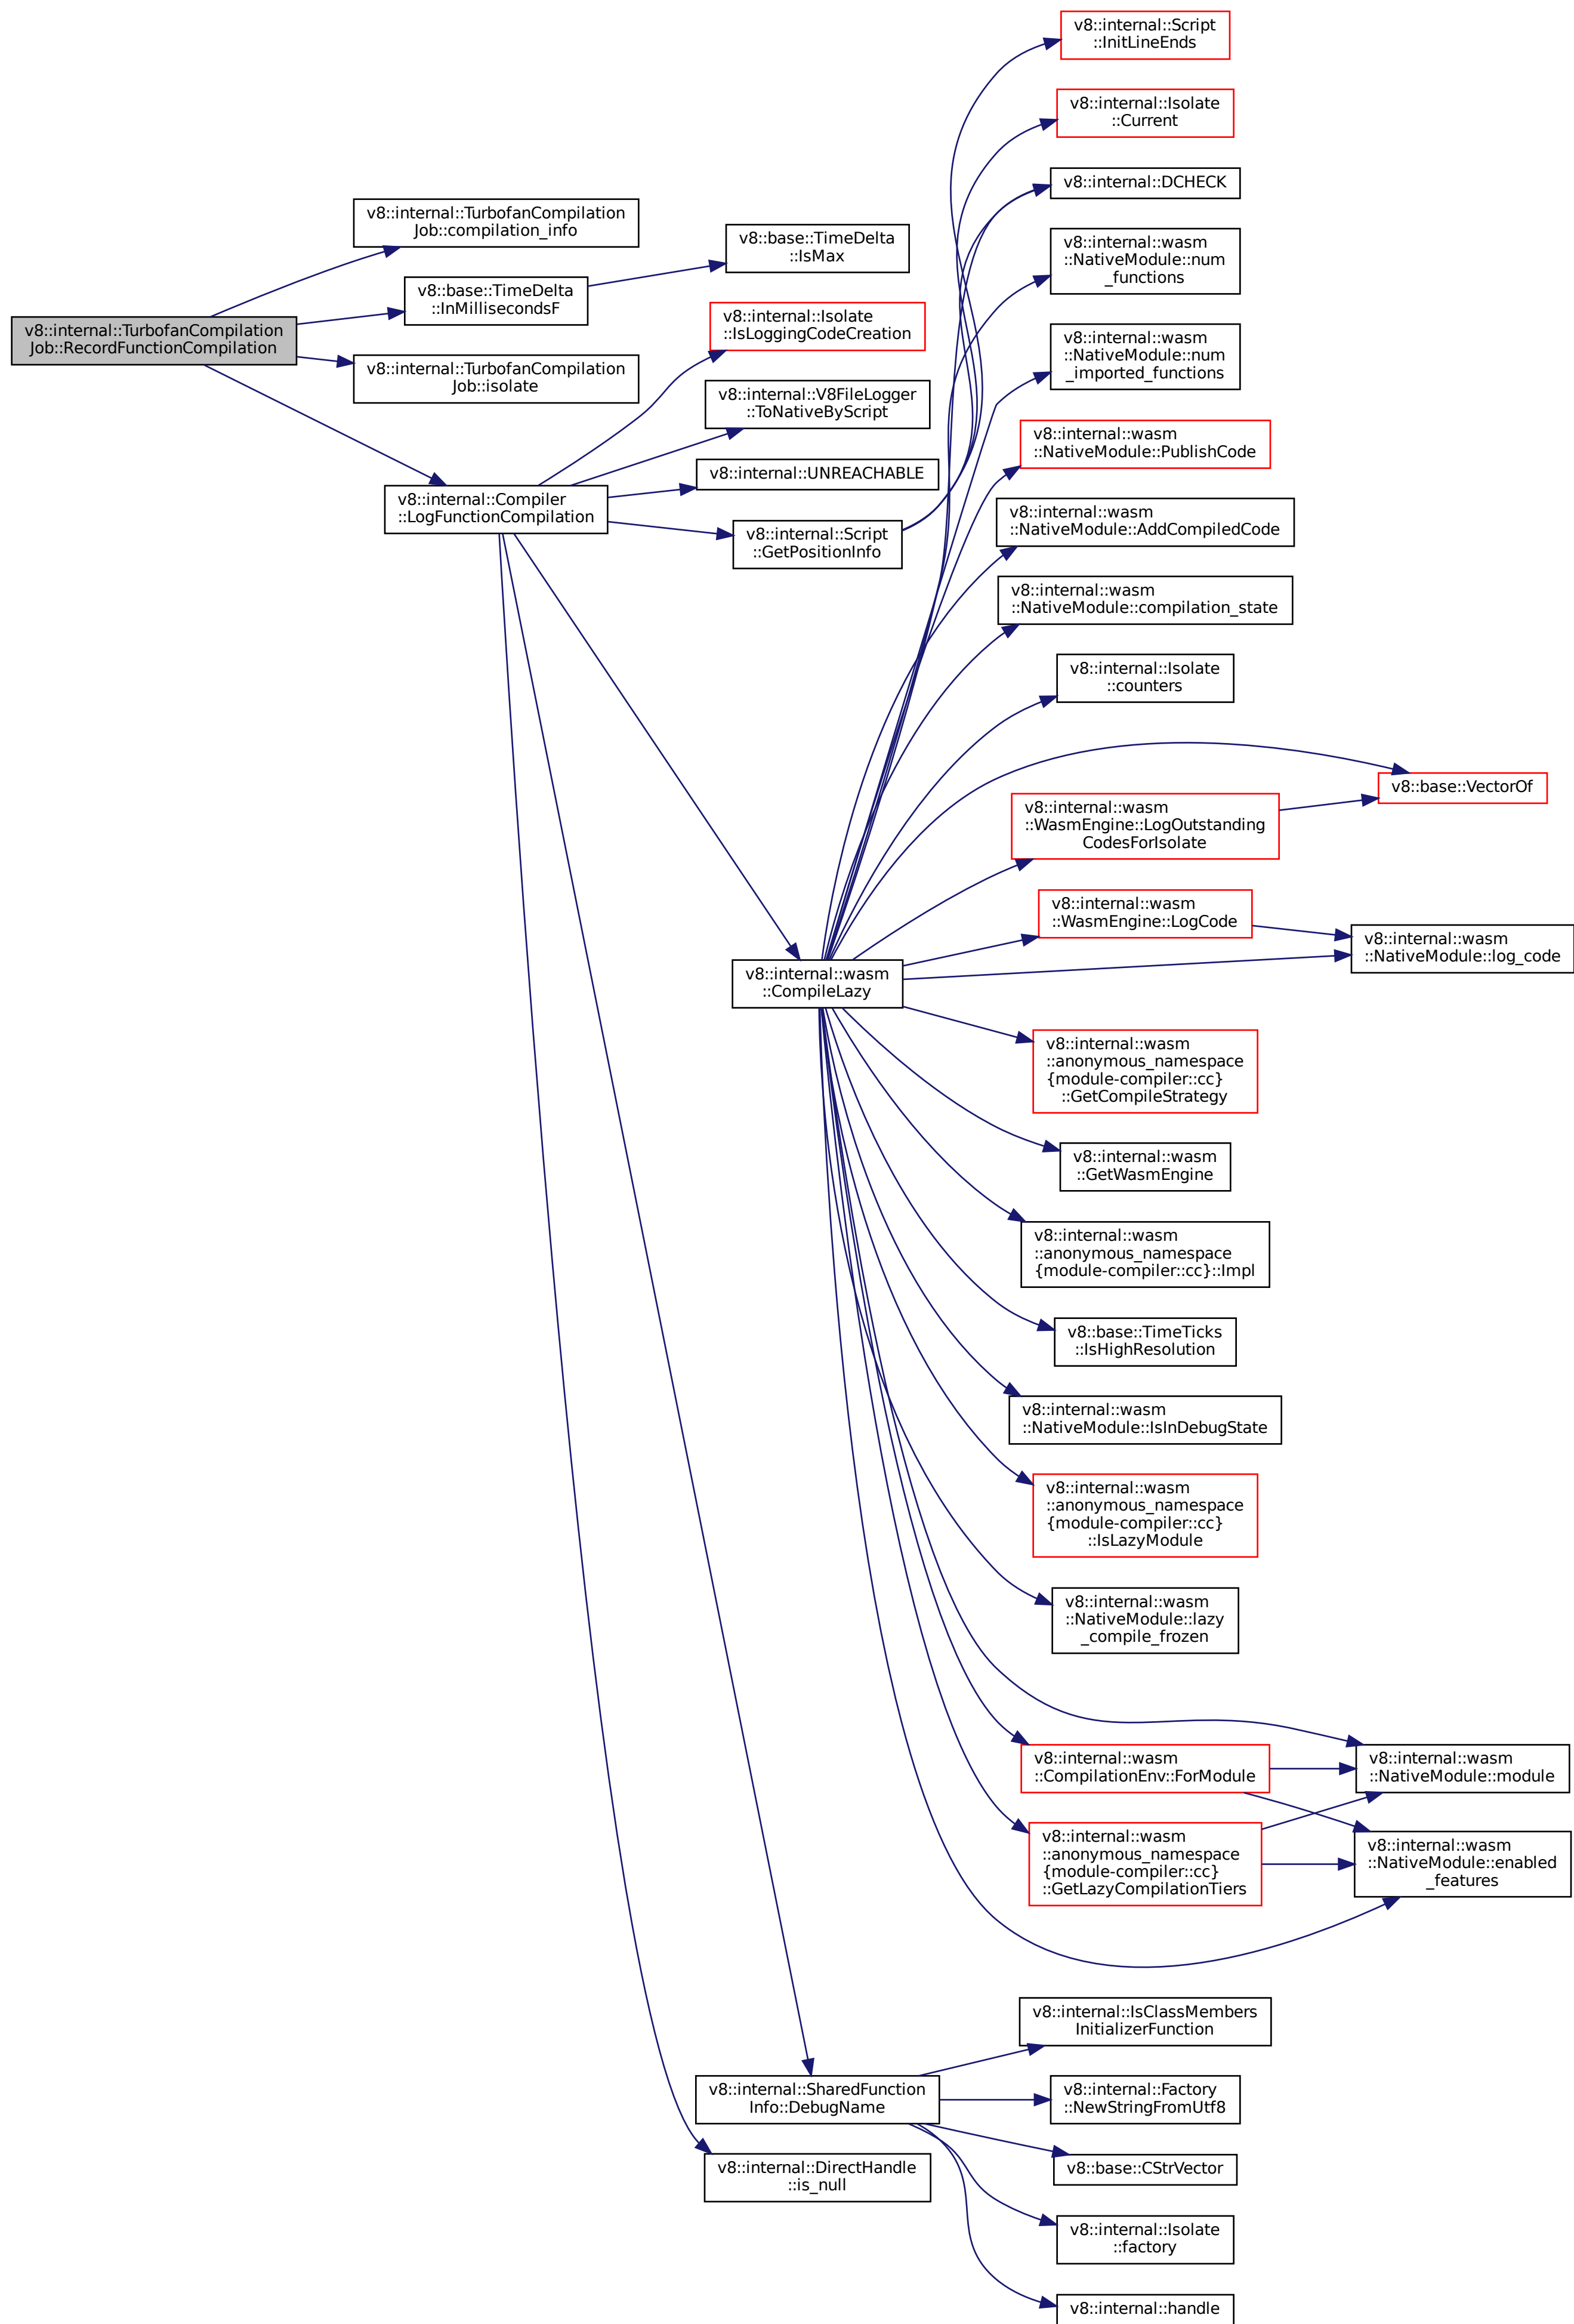 v8::internal::Script
::InitLineEnds
v8::internal::Isolate
::Current
v8::internal::DCHECK
v8::internal::TurbofanCompilation
Job::compilation_info
v8::base::TimeDelta
::IsMax
v8::internal::wasm
::NativeModule::num
_functions
v8::base::TimeDelta
::InMillisecondsF
v8::internal::TurbofanCompilation
Job::RecordFunctionCompilation
v8::internal::Isolate
::IsLoggingCodeCreation
v8::internal::wasm
::NativeModule::num
_imported_functions
v8::internal::TurbofanCompilation
Job::isolate
v8::internal::V8FileLogger
::ToNativeByScript
v8::internal::wasm
::NativeModule::PublishCode
v8::internal::UNREACHABLE
v8::internal::Compiler
::LogFunctionCompilation
v8::internal::wasm
::NativeModule::AddCompiledCode
v8::internal::Script
::GetPositionInfo
v8::internal::wasm
::NativeModule::compilation_state
v8::internal::Isolate
::counters
v8::base::VectorOf
v8::internal::wasm
::WasmEngine::LogOutstanding
CodesForIsolate
v8::internal::wasm
::WasmEngine::LogCode
v8::internal::wasm
::NativeModule::log_code
v8::internal::wasm
::CompileLazy
v8::internal::wasm
::anonymous_namespace
{module-compiler::cc}
::GetCompileStrategy
v8::internal::wasm
::GetWasmEngine
v8::internal::wasm
::anonymous_namespace
{module-compiler::cc}::Impl
v8::base::TimeTicks
::IsHighResolution
v8::internal::wasm
::NativeModule::IsInDebugState
v8::internal::wasm
::anonymous_namespace
{module-compiler::cc}
::IsLazyModule
v8::internal::wasm
::NativeModule::lazy
_compile_frozen
v8::internal::wasm
::CompilationEnv::ForModule
v8::internal::wasm
::NativeModule::module
v8::internal::wasm
::anonymous_namespace
{module-compiler::cc}
::GetLazyCompilationTiers
v8::internal::wasm
::NativeModule::enabled
_features
v8::internal::IsClassMembers
InitializerFunction
v8::internal::SharedFunction
Info::DebugName
v8::internal::Factory
::NewStringFromUtf8
v8::base::CStrVector
v8::internal::DirectHandle
::is_null
v8::internal::Isolate
::factory
v8::internal::handle